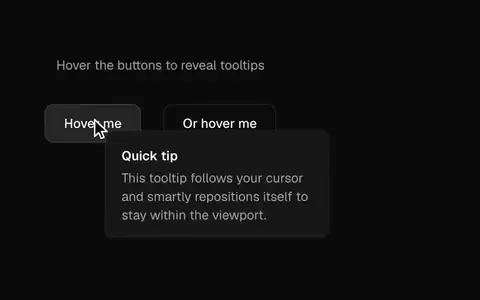 Hover the buttons to reveal tooltips
Hover me
Or hover me
Quick tip
This tooltip follows your cursor
and smartly repositions itself to
stay within the viewport.